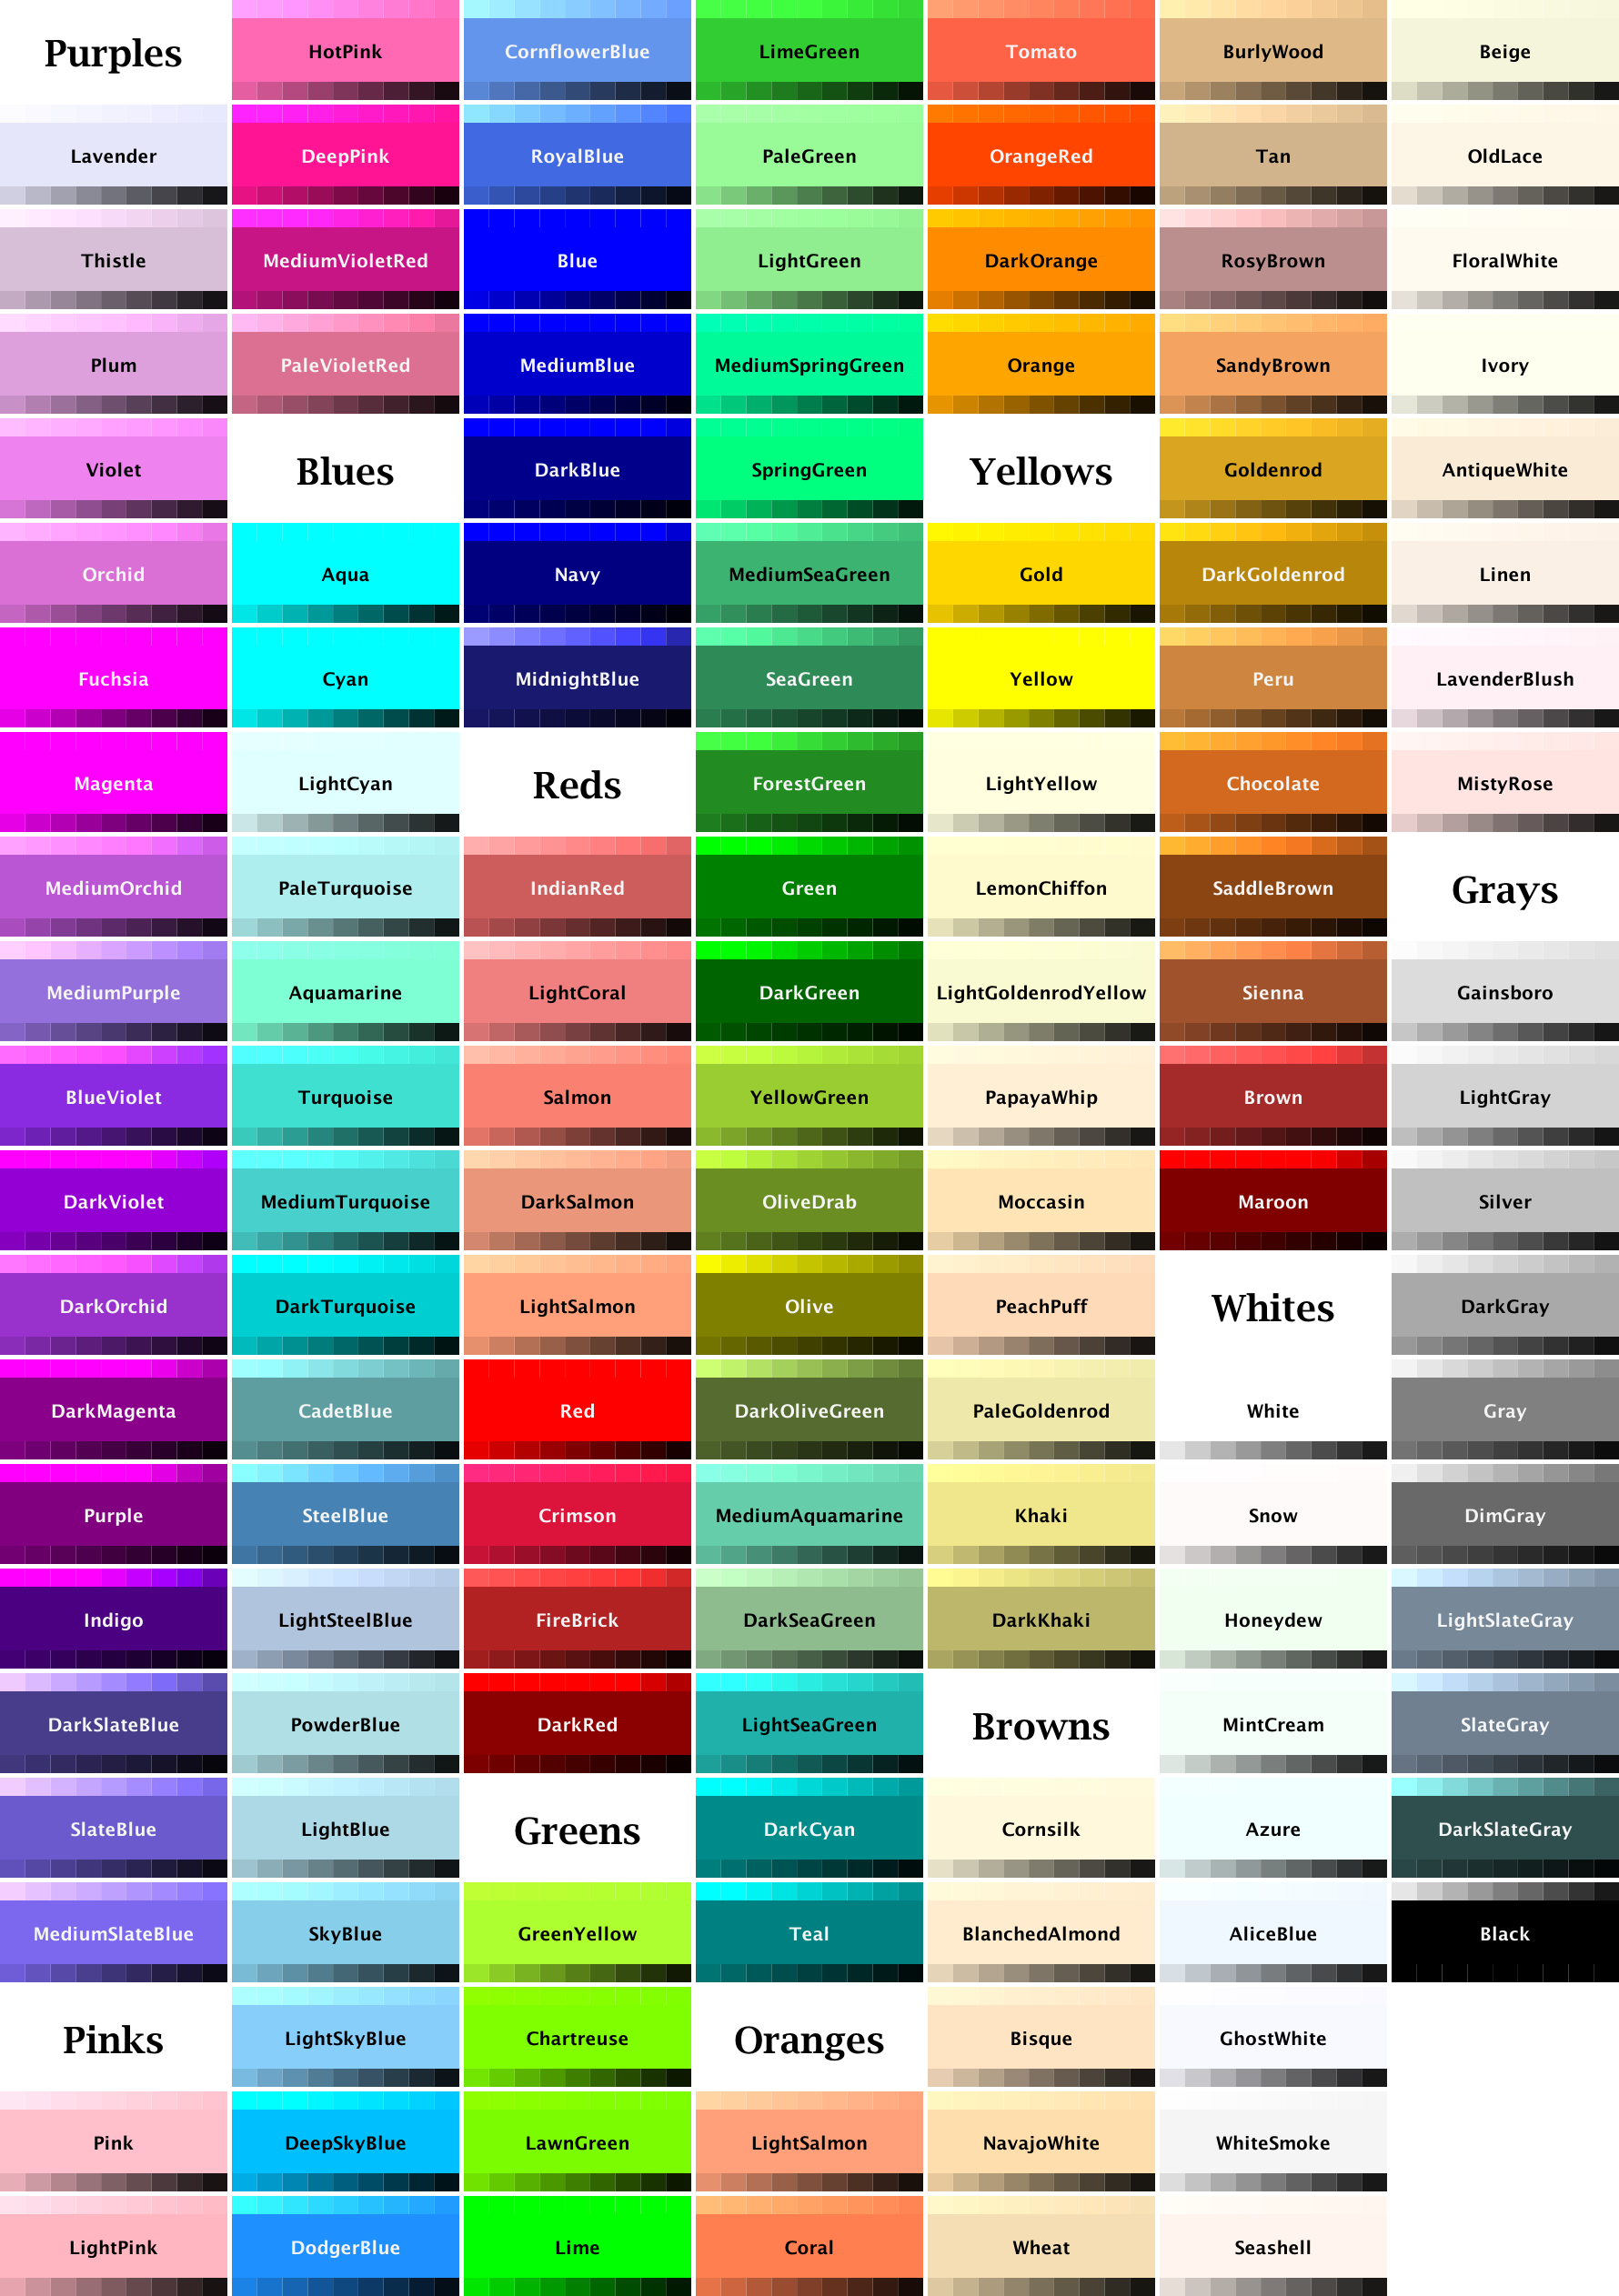 Purples
Lavender
Thistle
Plum
Violet
Orchid
Fuchsia
Magenta
MediumOrchid
MediumPurple
BlueViolet
DarkViolet
DarkOrchid
DarkMagenta
Purple
Indigo
DarkSlateBlue
SlateBlue
MediumSlateBlue
Pinks
Pink
LightPink
HotPink
DeepPink
MediumVioletRed
PaleVioletRed
Blues
Aqua
Cyan
LightCyan
PaleTurquoise
Aquamarine
Turquoise
MediumTurquoise
DarkTurquoise
CadetBlue
SteelBlue
LightSteelBlue
PowderBlue
LightBlue
SkyBlue
LightSkyBlue
DeepSkyBlue
DodgerBlue
CornflowerBlue
RoyalBlue
Blue
MediumBlue
DarkBlue
Navy
MidnightBlue
Reds
IndianRed
LightCoral
Salmon
DarkSalmon
LightSalmon
Red
Crimson
FireBrick
DarkRed
Greens
GreenYellow
Chartreuse
LawnGreen
Lime
LimeGreen
PaleGreen
LightGreen
MediumSpringGreen
SpringGreen
MediumSeaGreen
SeaGreen
ForestGreen
Green
DarkGreen
YellowGreen
OliveDrab
Olive
DarkOliveGreen
MediumAquamarine
DarkSeaGreen
LightSeaGreen
DarkCyan
Teal
Oranges
LightSalmon
Coral
Tomato
OrangeRed
DarkOrange
Orange
Yellows
Gold
Yellow
LightYellow
LemonChiffon
LightGoldenrodYellow
PapayaWhip
Moccasin
PeachPuff
PaleGoldenrod
Khaki
DarkKhaki
Browns
Cornsilk
BlanchedAlmond
Bisque
NavajoWhite
Wheat
BurlyWood
Tan
RosyBrown
SandyBrown
Goldenrod
DarkGoldenrod
Peru
Chocolate
SaddleBrown
Sienna
Brown
Maroon
Whites
White
Snow
Honeydew
MintCream
Azure
AliceBlue
GhostWhite
WhiteSmoke
Seashell
Beige
OldLace
FloralWhite
Ivory
AntiqueWhite
Linen
LavenderBlush
MistyRose
Grays
Gainsboro
LightGray
Silver
DarkGray
Gray
DimGray
LightSlateGray
SlateGray
DarkSlateGray
Black